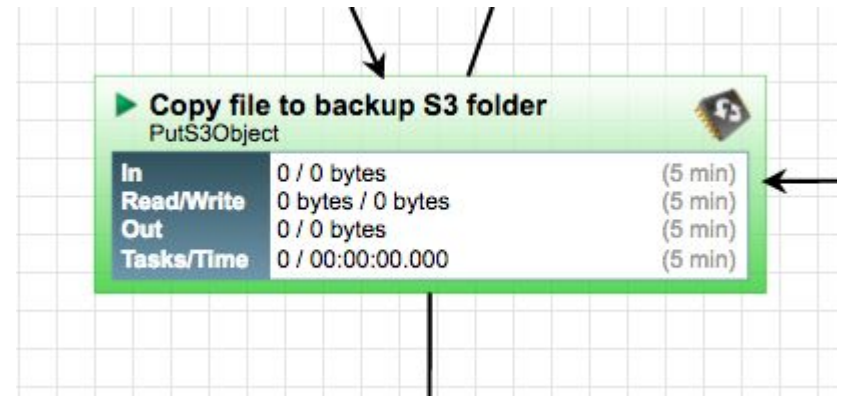 Copy file to backup S3 folder
PutS3Object
In 0 / 0 bytes (5 min)
Read/Write 0 bytes / 0 bytes (5 min)
Out 0 / 0 bytes (5 min)
Tasks/Time 0 / 00:00:00.000 (5 min)